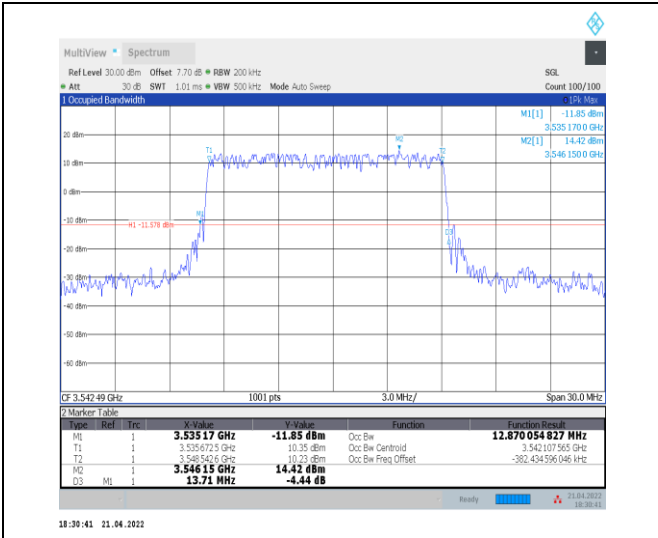 MultiView Spectrum
Ref Level 30.00 dBm Offset 7.70 dB RBW 200 kHz SGL
Att 30 dB SWT 1.01 ms VBW 500 kHz Mode Auto Sweep Count 100/100
1 Occupied Bandwidth 1Pk Max
M1[1] -11.85 dBm
3.535 170 0 GHz
M2[1] 14.42 dBm
3.546 150 0 GHz
20 dBm
T1 M2 T2
10 dBm
0 dBm
M1
-10 dBm
H1 -11.578 dBm
D3
-20 dBm
-30 dBm
-40 dBm
-50 dBm
-60 dBm
CF 3.542 49 GHz 1001 pts 3.0 MHz/ Span 30.0 MHz
2 Marker Table
Type Ref Trc X-Value Y-Value Function Function Result
M1 1 3.535 17 GHz -11.85 dBm Occ Bw 12.870 054 827 MHz
T1 1 3.535 672 5 GHz 10.35 dBm Occ Bw Centroid 3.542 107 565 GHz
T2 1 3.548 542 6 GHz 10.23 dBm Occ Bw Freq Offset -382.434 596 046 kHz
M2 1 3.546 15 GHz 14.42 dBm
D3 M1 1 13.71 MHz -4.44 dB
Ready 21.04.2022
18:30:41
18:30:41 21.04.2022